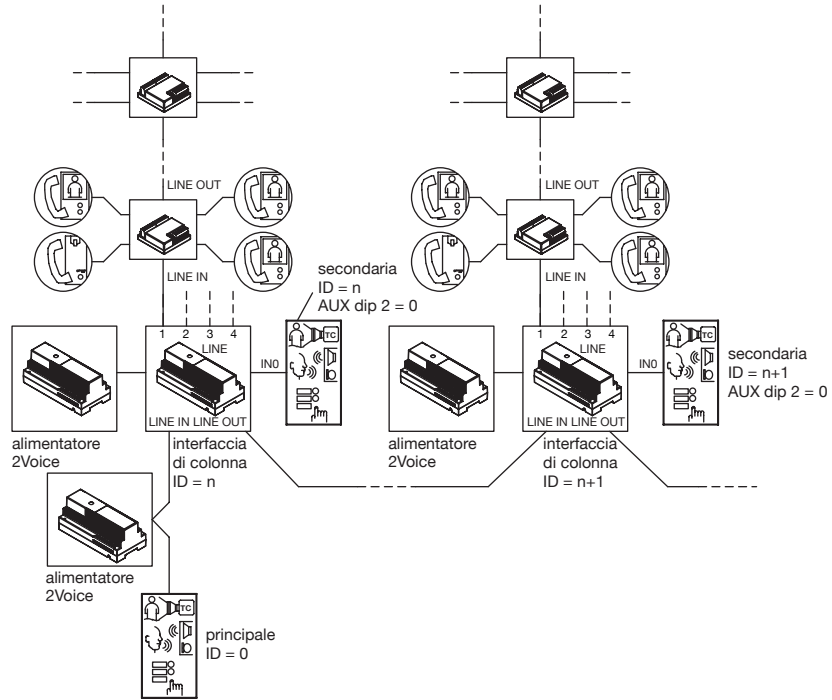 LINE OUT
LINE OUT
LINE IN
LINE IN
secondaria
ID = n
AUX dip 2 = 0
1 2 3 4
LINE
IN0
TC
LINE IN LINE OUT
1 2 3 4
LINE
IN0
TC
LINE IN LINE OUT
secondaria
ID = n+1
AUX dip 2 = 0
alimentatore
2Voice
interfaccia
di colonna
ID = n
alimentatore
2Voice
interfaccia
di colonna
ID = n+1
alimentatore
2Voice
TC
principale
ID = 0